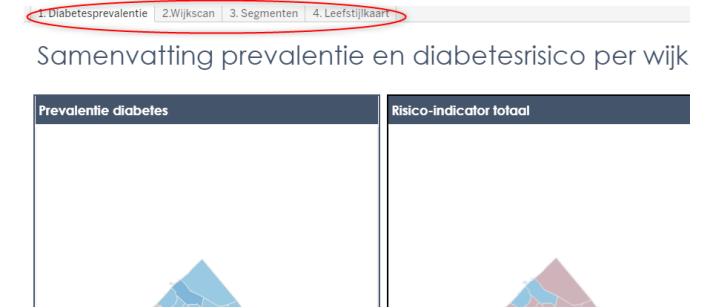 1. Diabetesprevalentie 2.Wijkscan 3. Segmenten 4. Leefstijlkaart
Samenvatting prevalentie en diabetesrisico per wijk
Prevalentie diabetes Risico-indicator totaal